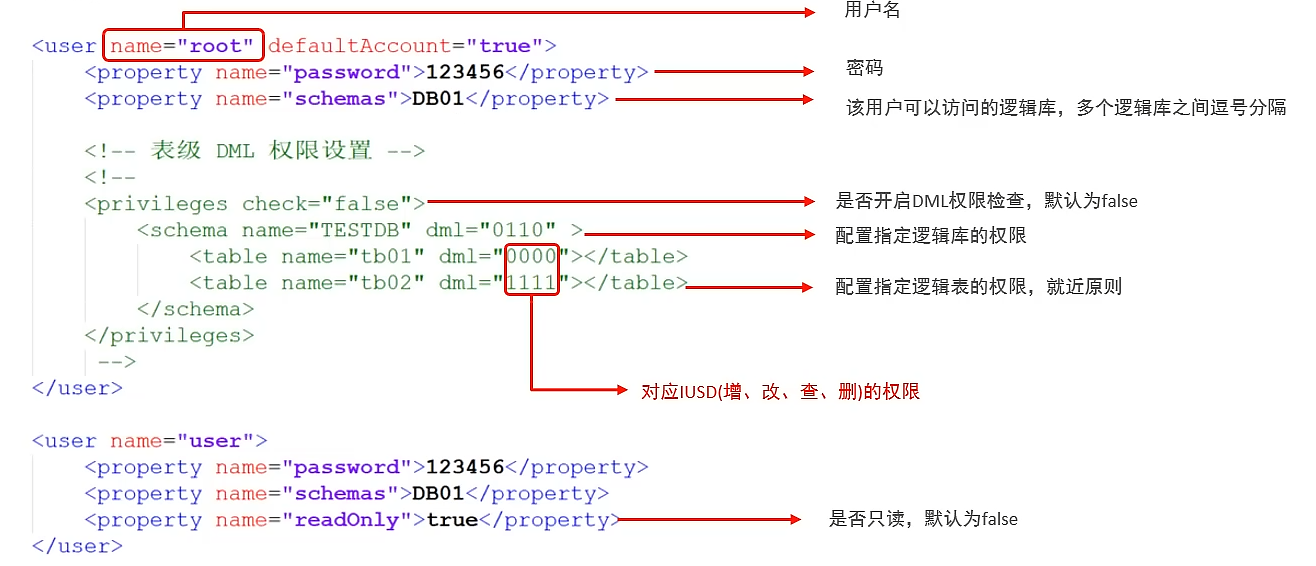 用户名
<user name="root" defaultAccount="true">
<property name="password">123456</property>
密码
<property name="schemas">DB01</property>
该用户可以访问的逻辑库，多个逻辑库之间逗号分隔
<!-- 表级 DML 权限设置 -->
<!--
<privileges check="false">
是否开启DML权限检查，默认为false
<schema name="TESTDB" dml="0110" >
配置指定逻辑库的权限
<table name="tb01" dml="0000"></table>
<table name="tb02" dml="1111"></table>
配置指定逻辑表的权限，就近原则
</schema>
</privileges>
-->
</user>
对应IUSD(增、改、查、删)的权限
<user name="user">
<property name="password">123456</property>
<property name="schemas">DB01</property>
<property name="readOnly">true</property>
是否只读，默认为false
</user>